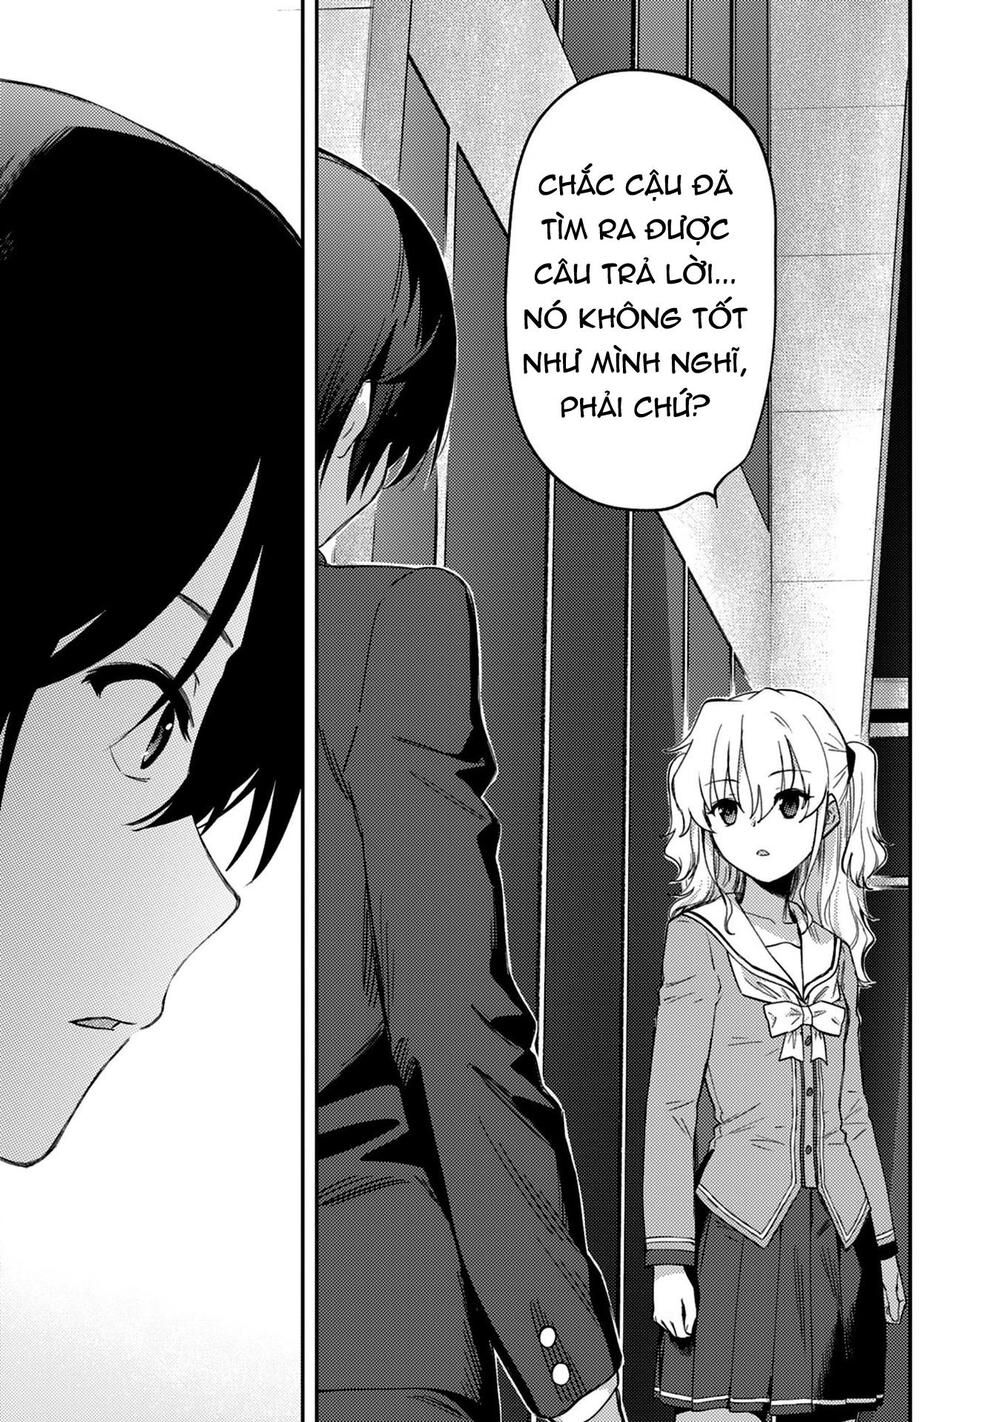 CHẮC CẬU ĐÃ
TÌM RA ĐƯỢC
CÂU TRẢ LỜI...
NÓ KHÔNG TỐT
NHƯ MÌNH NGHĨ,
PHẢI CHỨ?